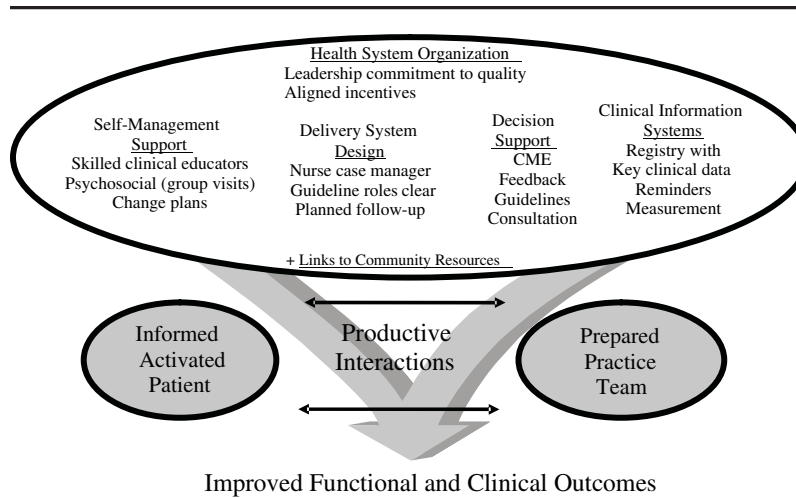 Health System Organization
Leadership commitment to quality
Aligned incentives
Self-Management
Support
Skilled clinical educators
Psychosocial (group visits)
Change plans
Delivery System
Design
Nurse case manager
Guideline roles clear
Planned follow-up
Decision
Support
CME
Feedback
Guidelines
Consultation
Clinical Information
Systems
Registry with
Key clinical data
Reminders
Measurement
+ Links to Community Resources
Informed
Activated
Patient
Productive
Interactions
Prepared
Practice
Team
Improved Functional and Clinical Outcomes